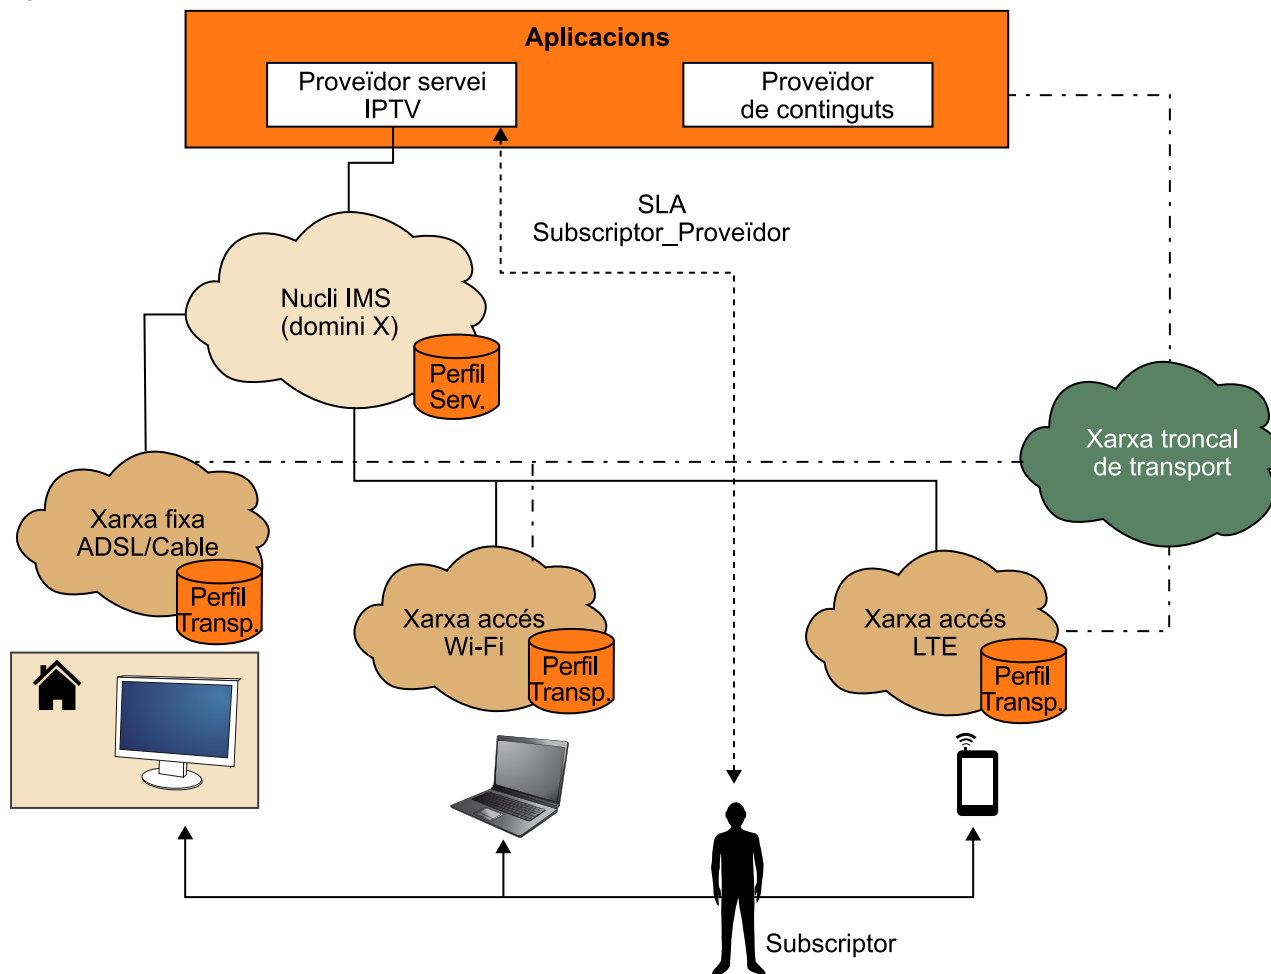 Aplicacions
Proveïdor servei
IPTV
Proveïdor
de continguts
SLA
Subscriptor_Proveïdor
Nucli IMS
(domini X)
Perfil
Serv.
Xarxa troncal
de transport
Xarxa fixa
ADSL/Cable
Perfil
Transp.
Xarxa accés
Wi-Fi
Perfil
Transp.
Xarxa accés
LTE
Perfil
Transp.
Subscriptor